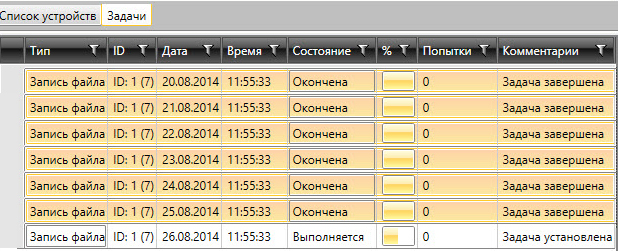 Список устройств Задачи
Тип ID Дата Время Состояние % Попытки Комментарии
Запись файла ID: 1 (7) 20.08.2014 11:55:33 Окончена 0 Задача завершена
Запись файла ID: 1 (7) 21.08.2014 11:55:33 Окончена 0 Задача завершена
Запись файла ID: 1 (7) 22.08.2014 11:55:33 Окончена 0 Задача завершена
Запись файла ID: 1 (7) 23.08.2014 11:55:33 Окончена 0 Задача завершена
Запись файла ID: 1 (7) 24.08.2014 11:55:33 Окончена 0 Задача завершена
Запись файла ID: 1 (7) 25.08.2014 11:55:33 Окончена 0 Задача завершена
Запись файла ID: 1 (7) 26.08.2014 11:55:33 Выполняется 0 Задача установлена